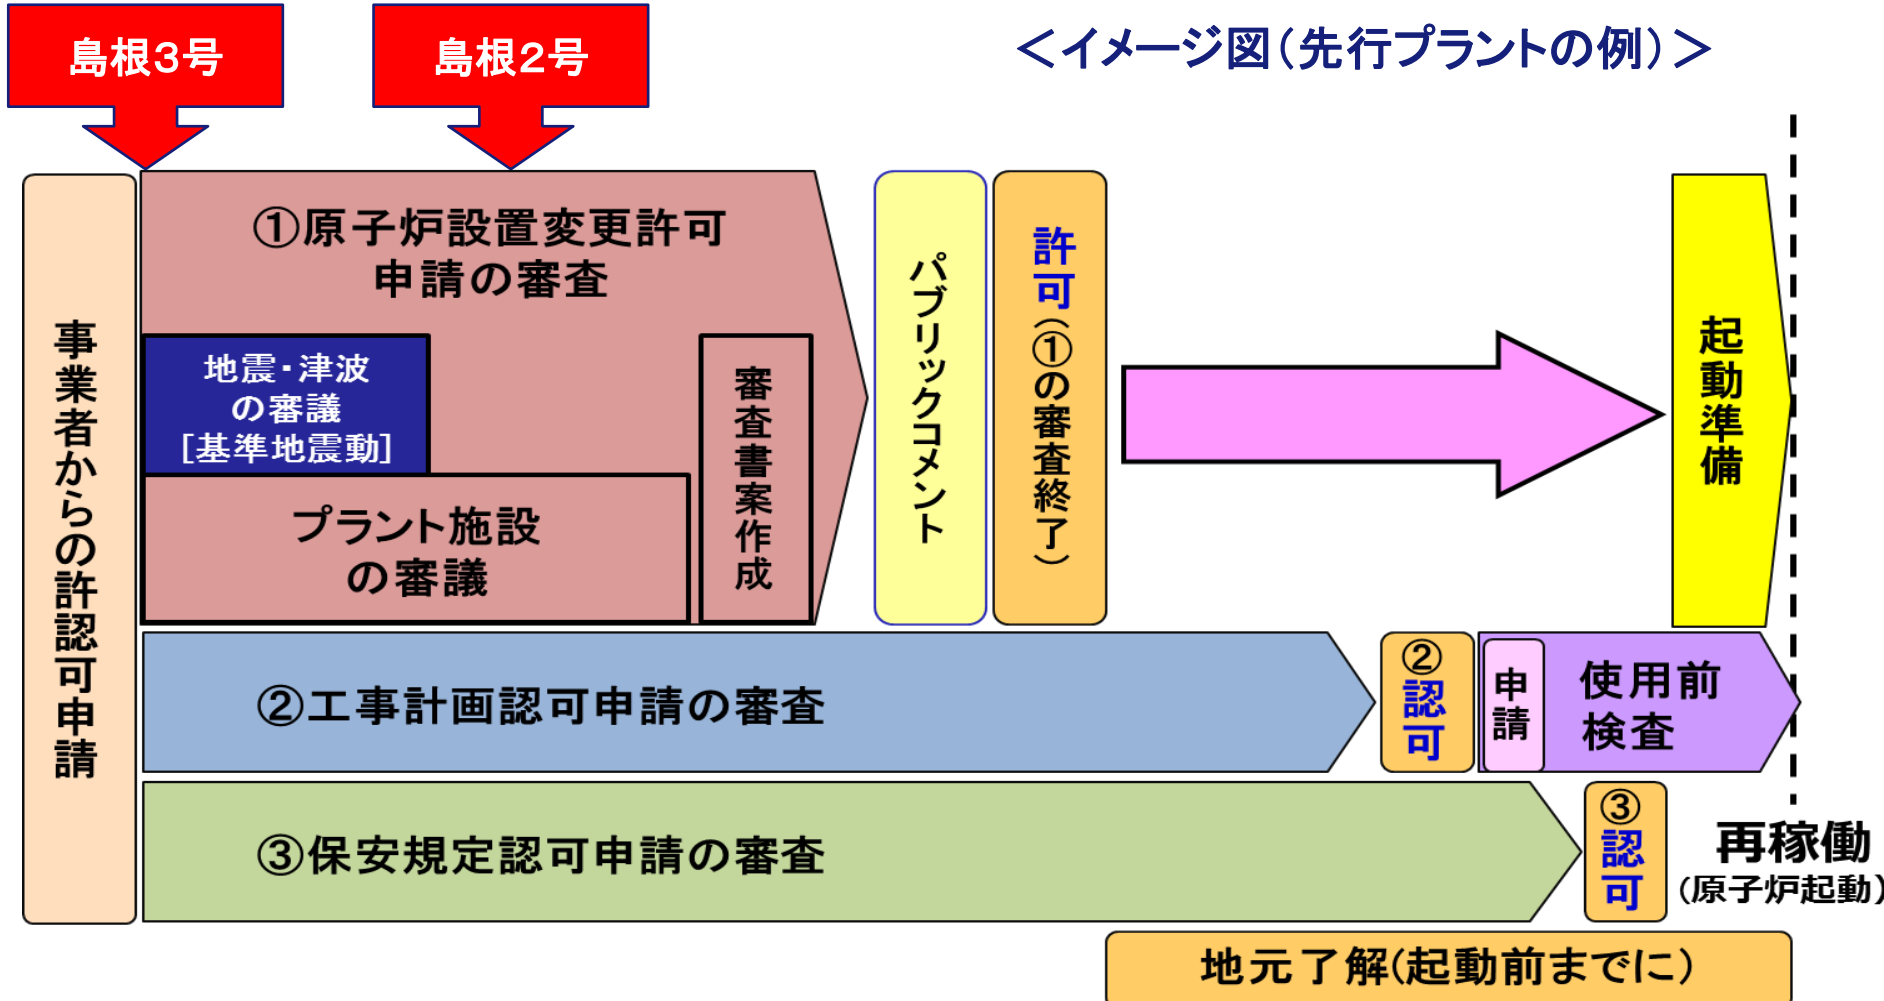 島根3号
島根2号
＜イメージ図（先行プラントの例）＞
事業者からの許認可申請
①原子炉設置変更許可
申請の審査
地震・津波
の審議
[基準地震動]
プラント施設
の審議
審査書案作成
パブリックコメント
許可（①の審査終了）
起動準備
②工事計画認可申請の審査
②
認可
申請
使用前
検査
③保安規定認可申請の審査
③
認可
再稼働
（原子炉起動）
地元了解（起動前までに）